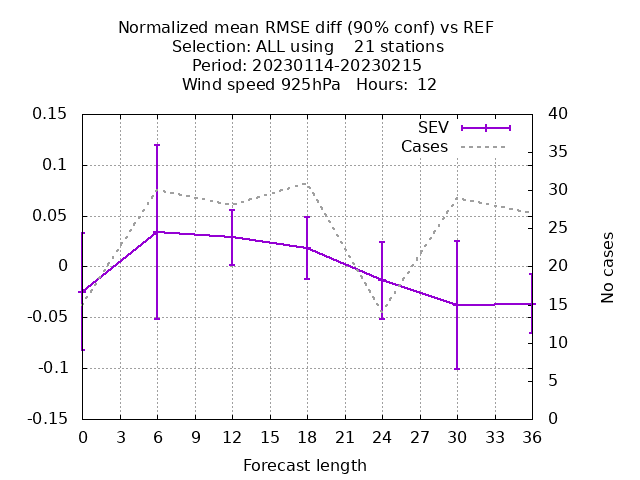 Normalized mean RMSE diff (90% conf) vs REF
Selection: ALL using    21 stations
Period: 20230114-20230215
Wind speed 925hPa   Hours:  12
SEV
Cases
0.15
0.1
0.05
0
-0.05
-0.1
-0.15
40
35
30
25
20
15
10
5
0
No cases
0 3 6 9 12 15 18 21 24 27 30 33 36
Forecast length